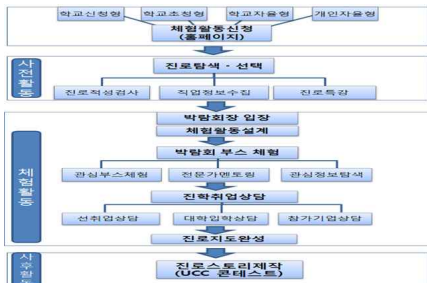 학교신청형 학교초청형 학교자율형 개인자율형
체험활동신청
(홈페이지)
사전활동
진로탐색 · 선택
진로적성검사 직업정보수집 진로특강
체험활동
박람회장 입장
체험활동설계
박람회 부스 체험
관심부스체험 전문가멘토링 관심정보탐색
진학취업상담
선취업상담 대학입학상담 참가기업상담
진로지도완성
사후활동
진로스토리제작
(UCC 콘테스트)